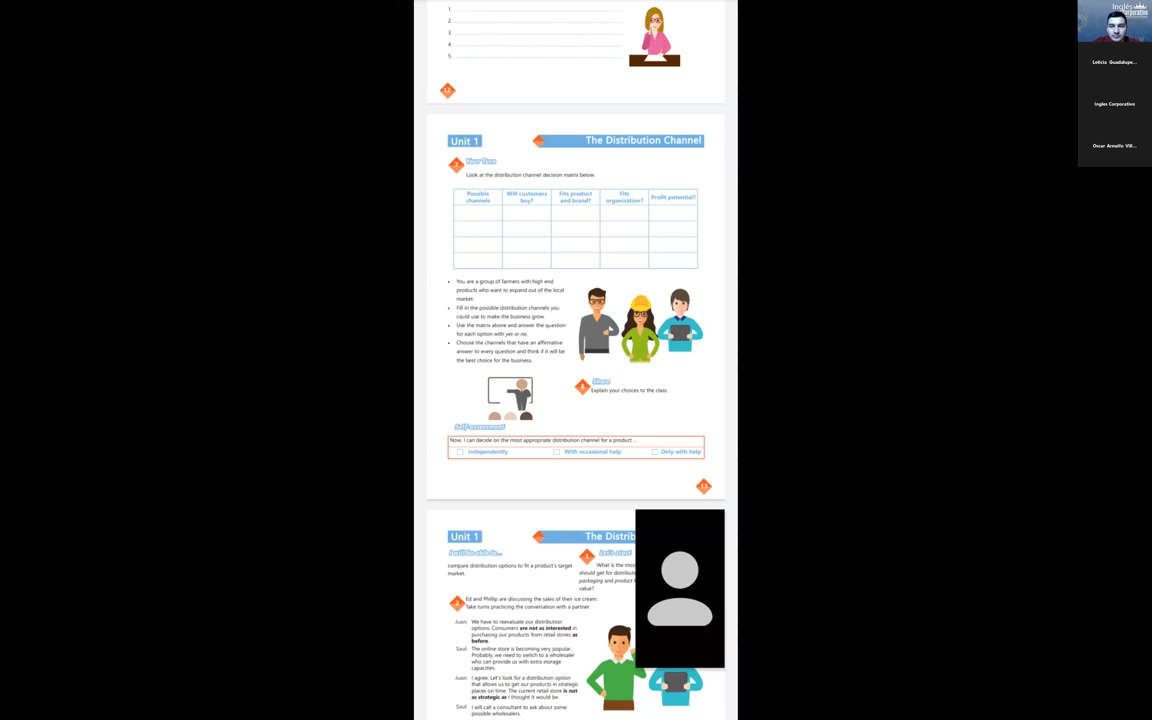 Inglés
Corporativo
1.
2.
3.
4.
5.
12
Leticia Guadalupe...
Ingles Corporativo
Oscar Arnulfo Vill...
Unit 1
The Distribution Channel
7
Your Turn
Look at the distribution channel decision matrix below.
Possible channels
Will customers buy?
Fits product and brand?
Fits organization?
Profit potential?
• You are a group of farmers with high end
products who want to expand out of the local
market.
• Fill in the possible distribution channels you
could use to make the business grow.
• Use the matrix above and answer the question
for each option with yes or no.
• Choose the channels that have an affirmative
answer to every question and think if it will be
the best choice for the business.
8
Share
Explain your choices to the class.
Self-assessment
Now, I can decide on the most appropriate distribution channel for a product ...
Independently
With occasional help
Only with help
13
Unit 1
The Distrib
I will be able to...
compare distribution options to fit a product's target
market.
1
Let's start
What is the mos
should get for distributi
packaging and product
value?
2
Ed and Phillip are discussing the sales of their ice cream.
Take turns practicing the conversation with a partner.
Juan: We have to reevaluate our distribution
options. Consumers are not as interested in
purchasing our products from retail stores as
before.
Saul: The online store is becoming very popular.
Probably, we need to switch to a wholesaler
who can provide us with extra storage
capacities.
Juan: I agree. Let's look for a distribution option
that allows us to get our products in strategic
places on time. The current retail store is not
as strategic as I thought it would be
Saul: I will call a consultant to ask about some
possible wholesalers.